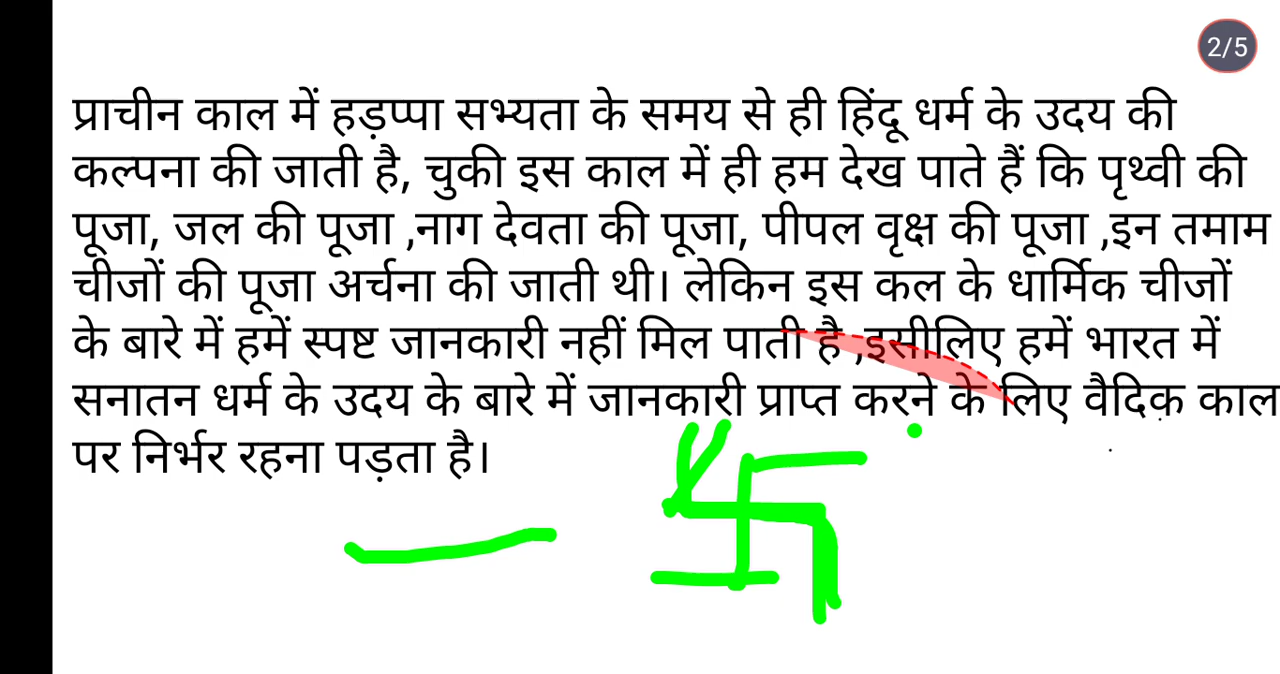 2/5
प्राचीन काल में हड़प्पा सभ्यता के समय से ही हिंदू धर्म के उदय की
कल्पना की जाती है, चुकी इस काल में ही हम देख पाते हैं कि पृथ्वी की
पूजा, जल की पूजा ,नाग देवता की पूजा, पीपल वृक्ष की पूजा ,इन तमाम
चीजों की पूजा अर्चना की जाती थी। लेकिन इस कल के धार्मिक चीजों
के बारे में हमें स्पष्ट जानकारी नहीं मिल पाती है ,इसीलिए हमें भारत में
सनातन धर्म के उदय के बारे में जानकारी प्राप्त करने के लिए वैदिक काल
पर निर्भर रहना पड़ता है।